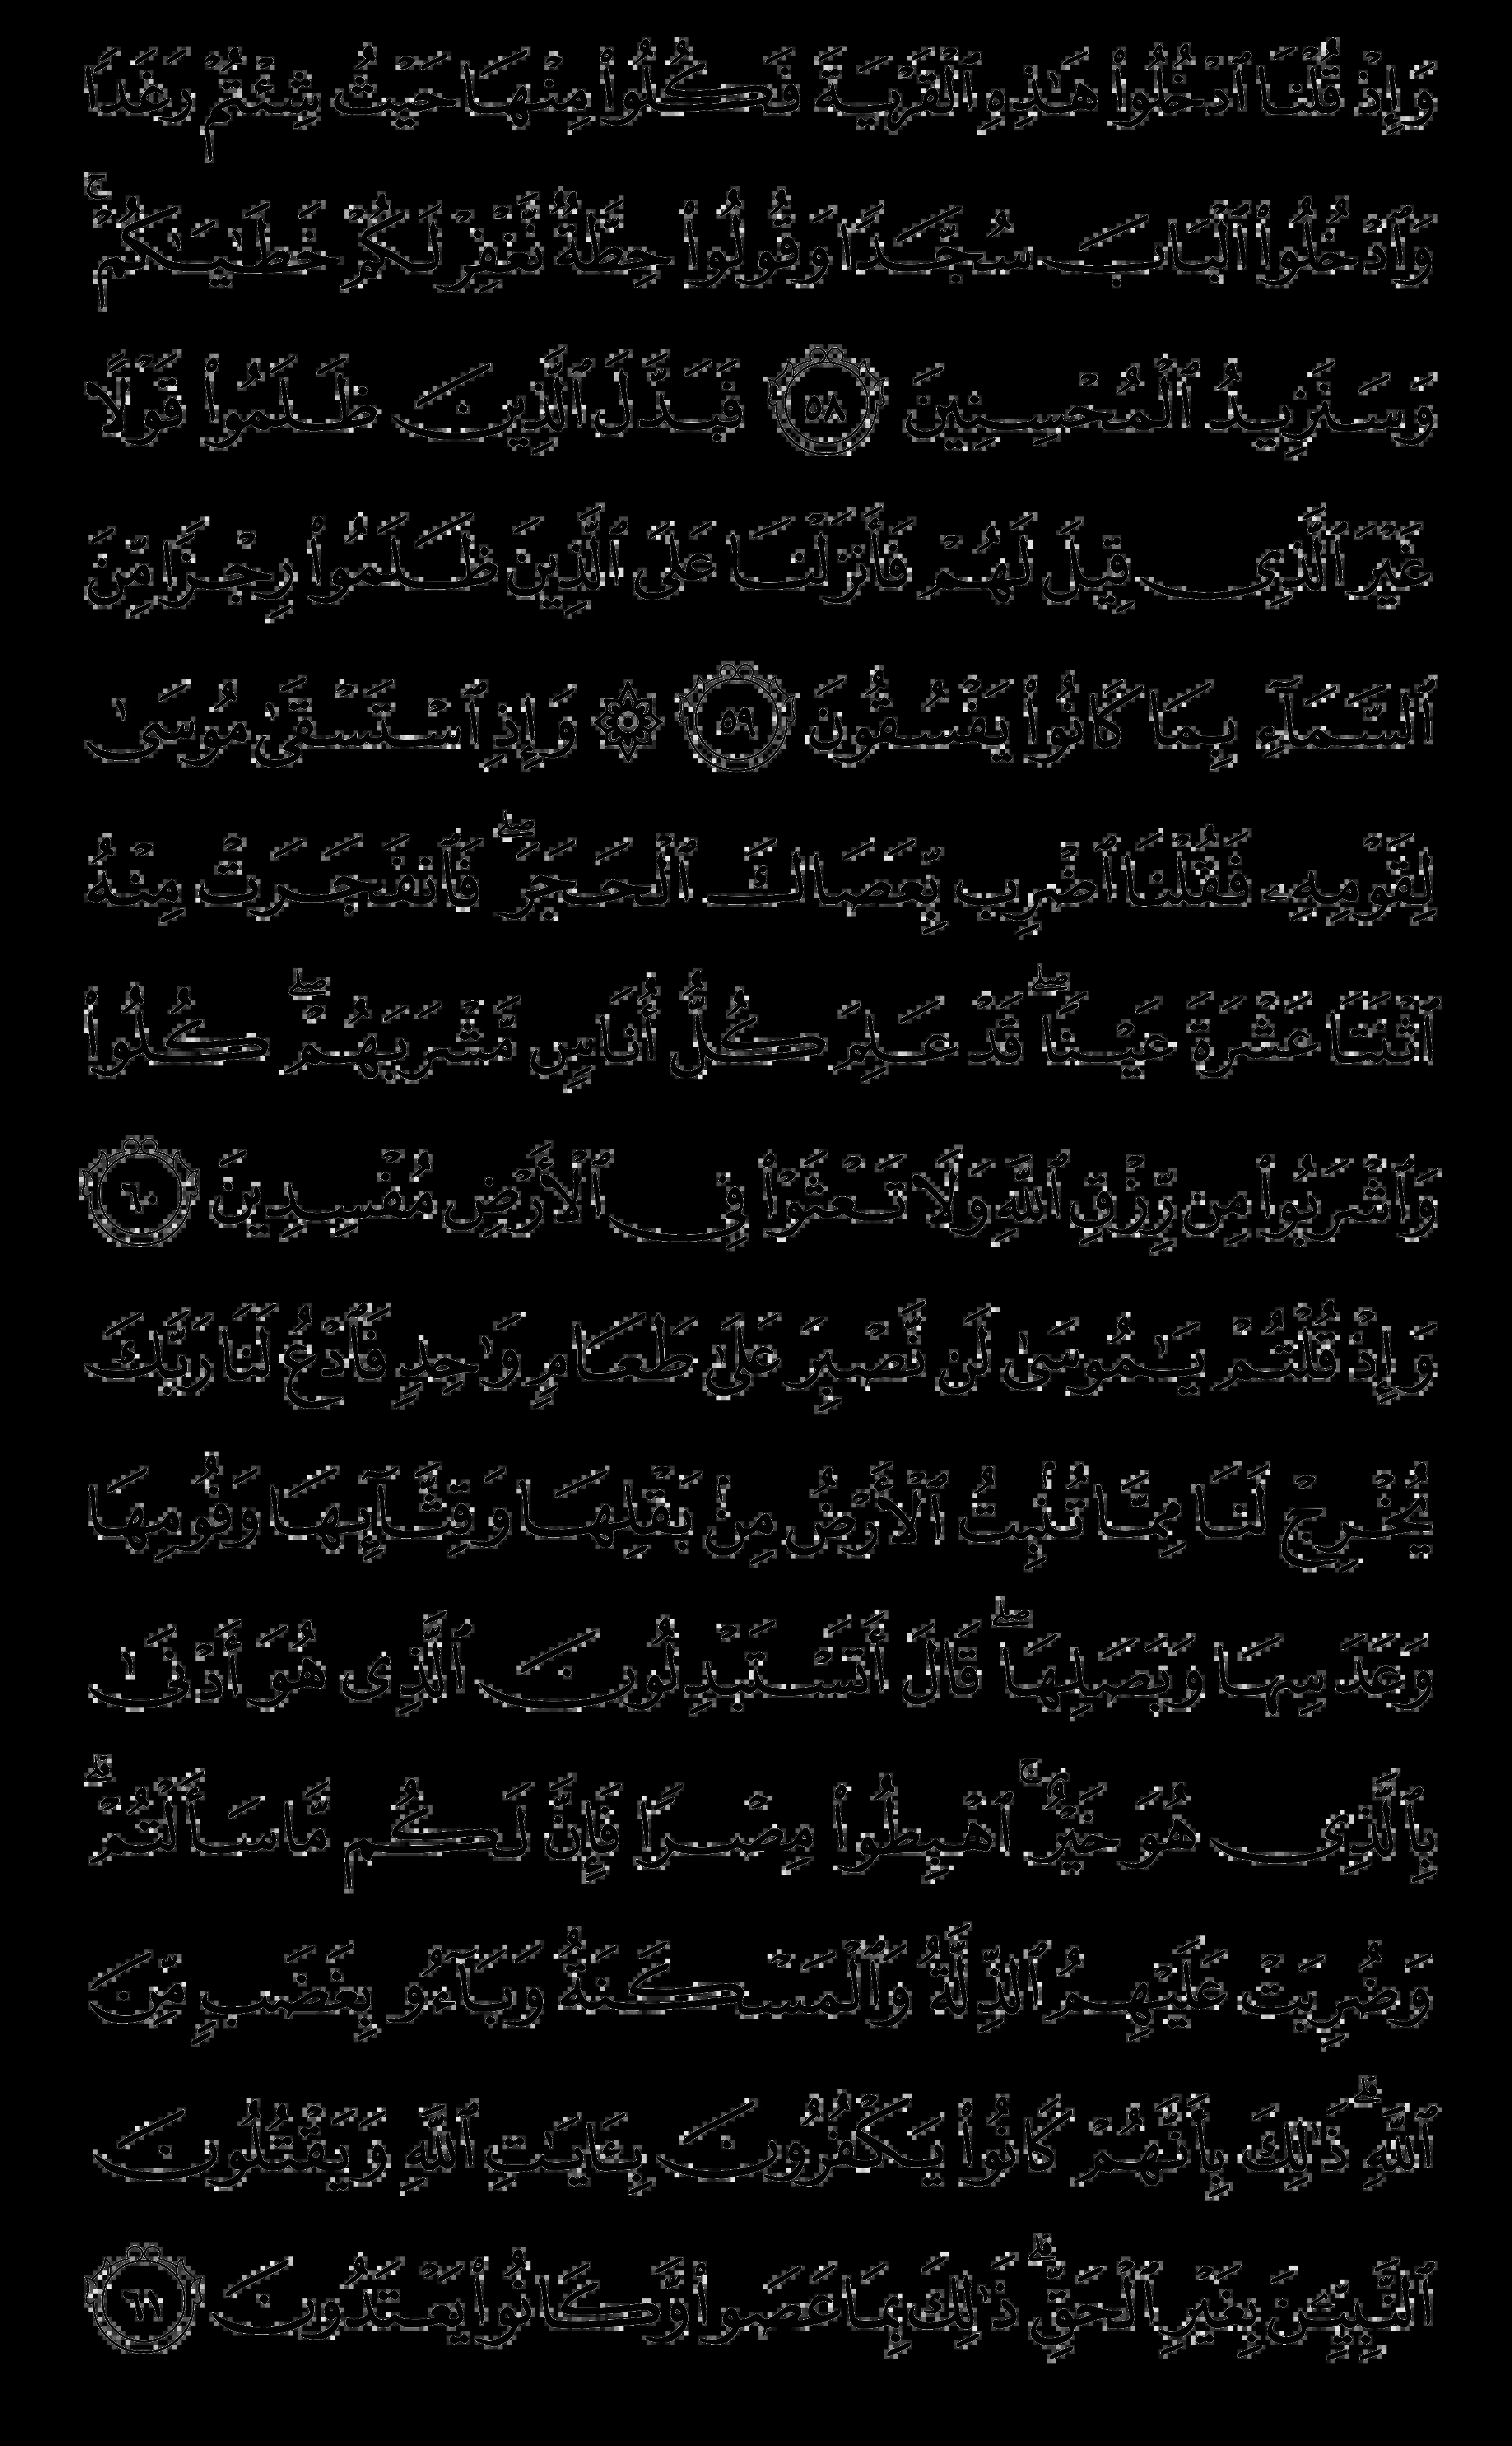 وَإِذْ قُلْنَا ٱدْخُلُوا۟ هَـٰذِهِ ٱلْقَرْيَةَ فَكُلُوا۟ مِنْهَا حَيْثُ شِئْتُمْ رَغَدًا
وَٱدْخُلُوا۟ ٱلْبَابَ سُجَّدًا وَقُولُوا۟ حِطَّةٌ نَّغْفِرْ لَكُمْ خَطَـٰيَـٰكُمْ ۚ
وَسَنَزِيدُ ٱلْمُحْسِنِينَ ٥٨ فَبَدَّلَ ٱلَّذِينَ ظَلَمُوا۟ قَوْلًا
غَيْرَ ٱلَّذِى قِيلَ لَهُمْ فَأَنزَلْنَا عَلَى ٱلَّذِينَ ظَلَمُوا۟ رِجْزًا مِّنَ
ٱلسَّمَآءِ بِمَا كَانُوا۟ يَفْسُقُونَ ٥٩ ۞ وَإِذِ ٱسْتَسْقَىٰ مُوسَىٰ
لِقَوْمِهِۦ فَقُلْنَا ٱضْرِب بِّعَصَاكَ ٱلْحَجَرَ ۖ فَٱنفَجَرَتْ مِنْهُ
ٱثْنَتَا عَشْرَةَ عَيْنًا ۖ قَدْ عَلِمَ كُلُّ أُنَاسٍ مَّشْرَبَهُمْ ۖ كُلُوا۟
وَٱشْرَبُوا۟ مِن رِّزْقِ ٱللَّهِ وَلَا تَعْثَوْا۟ فِى ٱلْأَرْضِ مُفْسِدِينَ ٦٠
وَإِذْ قُلْتُمْ يَـٰمُوسَىٰ لَن نَّصْبِرَ عَلَىٰ طَعَامٍ وَٰحِدٍ فَٱدْعُ لَنَا رَبَّكَ
يُخْرِجْ لَنَا مِمَّا تُنۢبِتُ ٱلْأَرْضُ مِنۢ بَقْلِهَا وَقِثَّآئِهَا وَفُومِهَا
وَعَدَسِهَا وَبَصَلِهَا ۖ قَالَ أَتَسْتَبْدِلُونَ ٱلَّذِى هُوَ أَدْنَىٰ
بِٱلَّذِى هُوَ خَيْرٌ ۚ ٱهْبِطُوا۟ مِصْرًا فَإِنَّ لَكُم مَّا سَأَلْتُمْ ۗ
وَضُرِبَتْ عَلَيْهِمُ ٱلذِّلَّةُ وَٱلْمَسْكَنَةُ وَبَآءُو بِغَضَبٍ مِّنَ
ٱللَّهِ ۗ ذَٰلِكَ بِأَنَّهُمْ كَانُوا۟ يَكْفُرُونَ بِـَٔايَـٰتِ ٱللَّهِ وَيَقْتُلُونَ
ٱلنَّبِيِّـۧنَ بِغَيْرِ ٱلْحَقِّ ۗ ذَٰلِكَ بِمَا عَصَوا۟ وَّكَانُوا۟ يَعْتَدُونَ ٦١